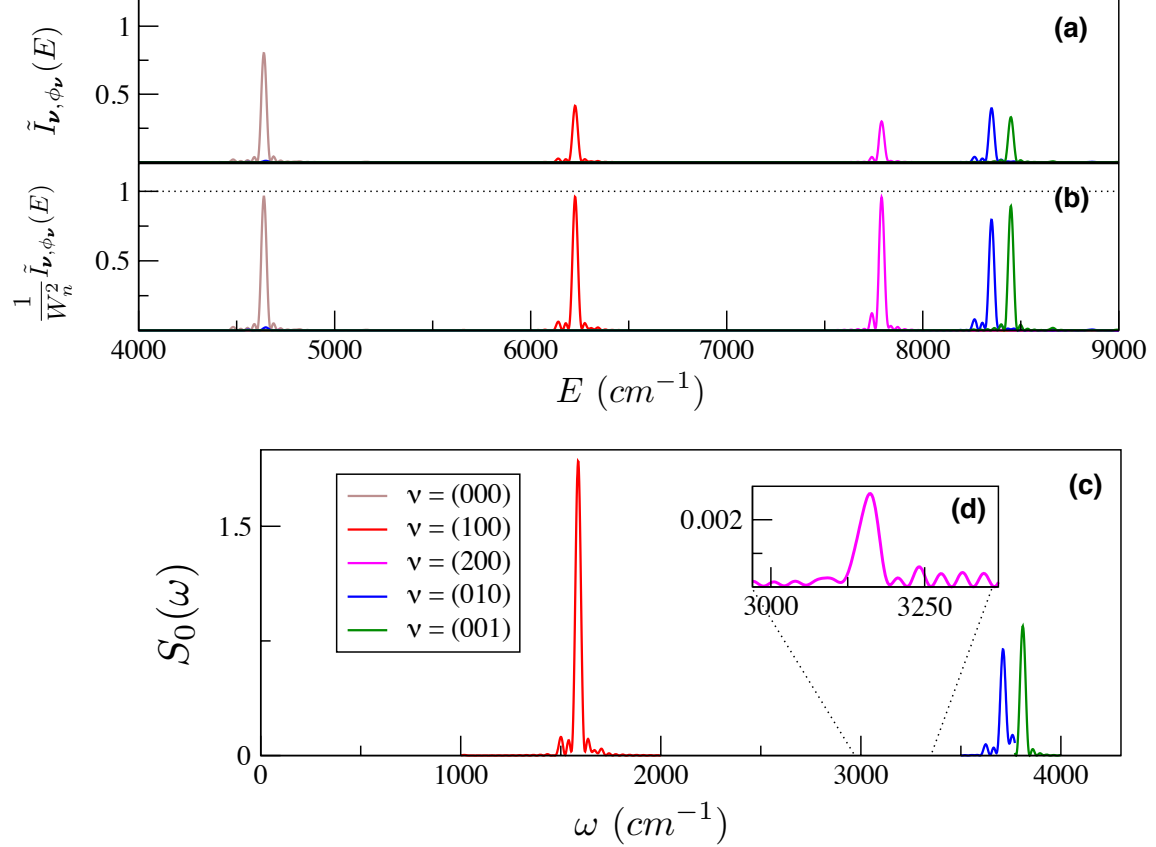 1
(a)
0.5
Ĩ_{ν,ϕ_ν}(E)
1
(b)
0.5
\frac{1}{W_n^2} Ĩ_{ν,ϕ_ν}(E)
4000 5000 6000 7000 8000 9000
E (cm^{-1})
(c)
ν = (000)
ν = (100)
ν = (200)
ν = (010)
ν = (001)
(d)
0.002
3000 3250
1.5
0
S_0(ω)
0 1000 2000 3000 4000
ω (cm^{-1})